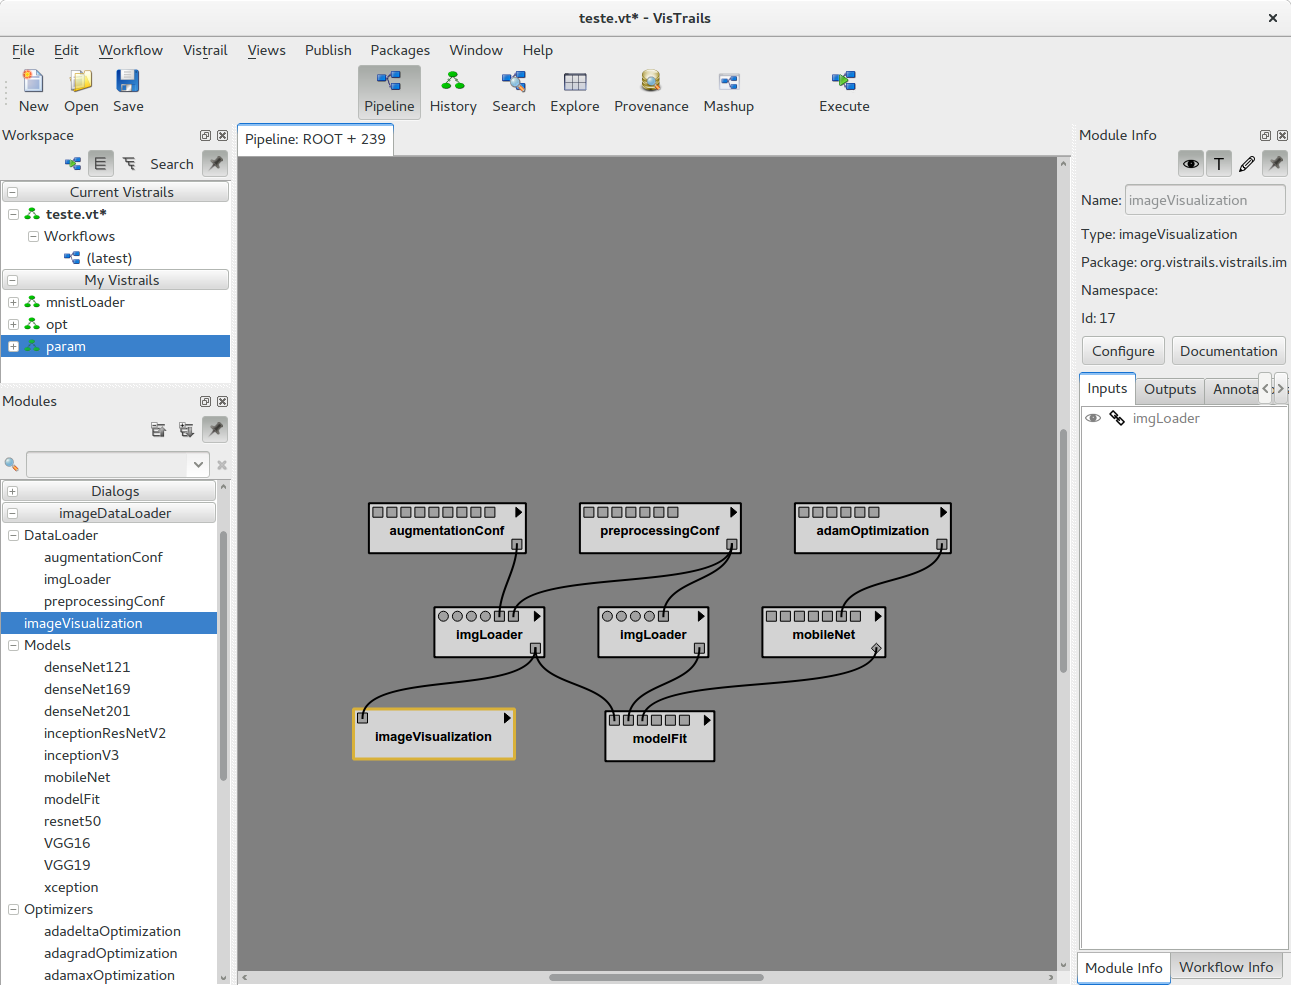 teste.vt* - VisTrails
File Edit Workflow Vistrail Views Publish Packages Window Help
New Open Save Pipeline History Search Explore Provenance Mashup Execute
Workspace
Search
Current Vistrails
teste.vt*
Workflows
(latest)
My Vistrails
mnistLoader
opt
param
Modules
Dialogs
imageDataLoader
DataLoader
augmentationConf
imgLoader
preprocessingConf
imageVisualization
Models
denseNet121
denseNet169
denseNet201
inceptionResNetV2
inceptionV3
mobileNet
modelFit
resnet50
VGG16
VGG19
xception
Optimizers
adadeltaOptimization
adagradOptimization
adamaxOptimization
Pipeline: ROOT + 239
augmentationConf preprocessingConf adamOptimization
imgLoader imgLoader mobileNet
imageVisualization modelFit
Module Info
T
Name: imageVisualization
Type: imageVisualization
Package: org.vistrails.vistrails.im
Namespace:
Id: 17
Configure Documentation
Inputs Outputs Annota
imgLoader
Module Info Workflow Info